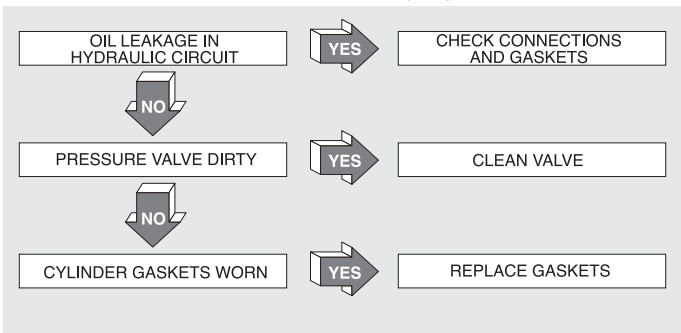 OIL LEAKAGE IN
HYDRAULIC CIRCUIT
YES
CHECK CONNECTIONS
AND GASKETS
NO
PRESSURE VALVE DIRTY
YES
CLEAN VALVE
NO
CYLINDER GASKETS WORN
YES
REPLACE GASKETS